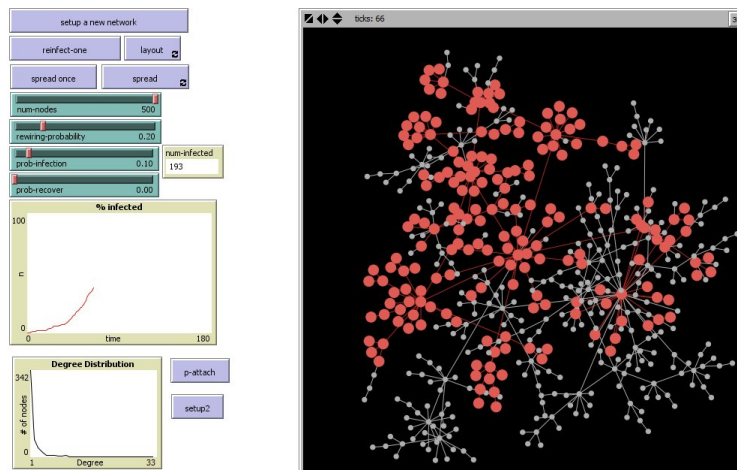 setup a new network
reinfect-one
layout
spread once
spread
num-nodes 500
rewiring-probability 0.20
prob-infection 0.10
num-infected
193
prob-recover 0.00
% infected
100
n
0
0 time 180
Degree Distribution
342
# of nodes
0
1 Degree 33
p-attach
setup2
ticks: 66
3